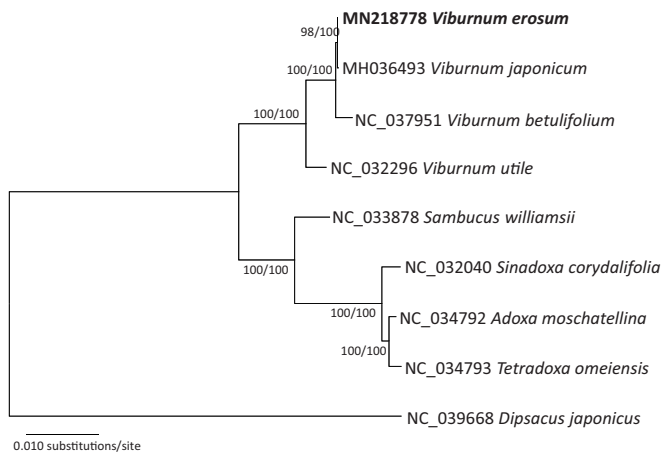 MN218778 Viburnum erosum
98/100
MH036493 Viburnum japonicum
100/100
100/100
NC_037951 Viburnum betulifolium
NC_032296 Viburnum utile
NC_033878 Sambucus williamsii
100/100
NC_032040 Sinadoxa corydalifolia
100/100
NC_034792 Adoxa moschatellina
100/100
NC_034793 Tetradoxa omeiensis
NC_039668 Dipsacus japonicus
0.010 substitutions/site